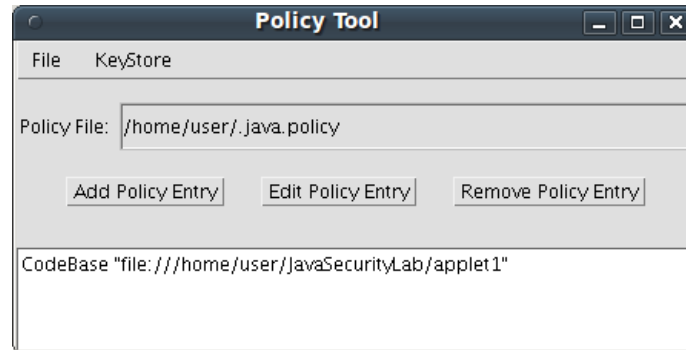 Policy Tool
File KeyStore
Policy File: /home/user/.java.policy
Add Policy Entry Edit Policy Entry Remove Policy Entry
CodeBase "file:///home/user/JavaSecurityLab/applet1"